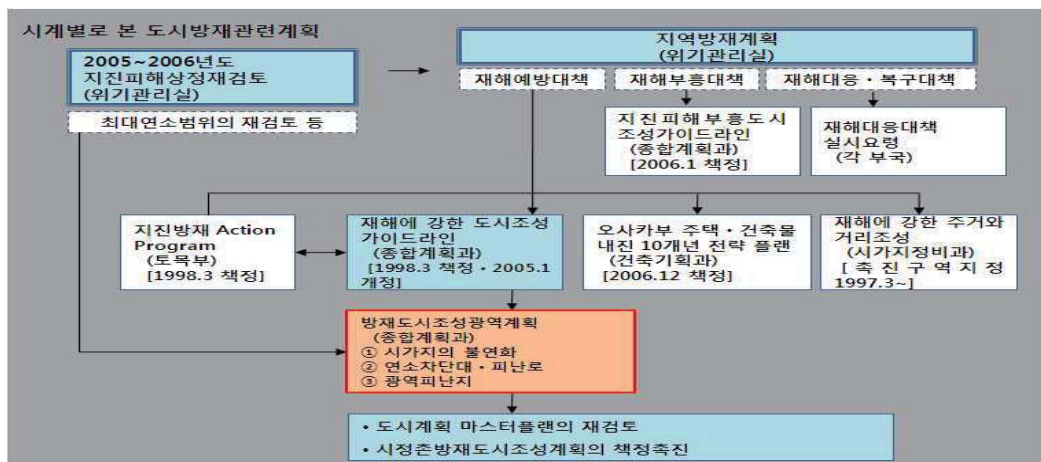 시계별로 본 도시방재관련계획
2005~2006년도
지진피해상정재검토
(위기관리실)
최대연소범위의 재검토 등
지역방재계획
(위기관리실)
재해예방대책
재해부흥대책
재해대응・복구대책
지진피해부흥도시
조성가이드라인
(종합계획과)
[2006.1 책정]
재해대응대책
실시요령
(각 부국)
지진방재 Action
Program
(토목부)
[1998.3 책정]
재해에 강한 도시조성
가이드라인
(종합계획과)
[1998.3 책정・2005.1
개정]
오사카부 주택・건축물
내진 10개년 전략 플랜
(건축기획과)
[2006.12 책정]
재해에 강한 주거와
거리조성
(시가지정비과)
[ 촉 진 구 역 지 정
1997.3~]
방재도시조성광역계획
(종합계획과)
① 시가지의 불연화
② 연소차단대・피난로
③ 광역피난지
• 도시계획 마스터플랜의 재검토
• 시정촌방재도시조성계획의 책정촉진